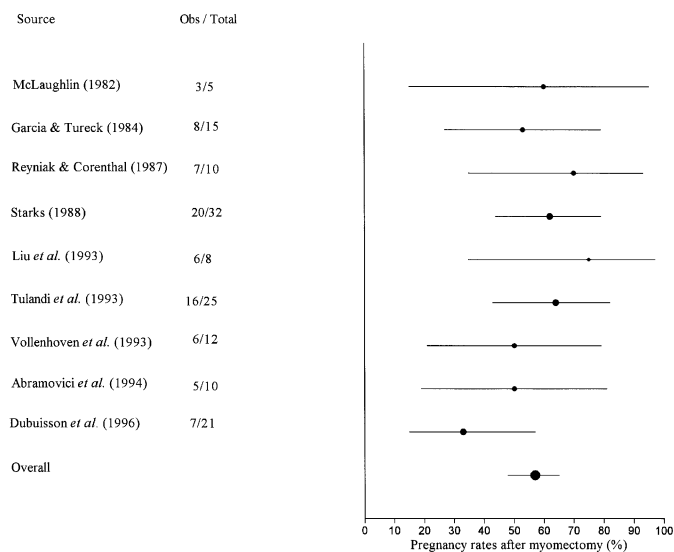 Source Obs / Total
McLaughlin (1982) 3/5
Garcia & Tureck (1984) 8/15
Reyniak & Corenthal (1987) 7/10
Starks (1988) 20/32
Liu et al. (1993) 6/8
Tulandi et al. (1993) 16/25
Vollenhoven et al. (1993) 6/12
Abramovici et al. (1994) 5/10
Dubuisson et al. (1996) 7/21
Overall
0 10 20 30 40 50 60 70 80 90 100
Pregnancy rates after myomectomy (%)